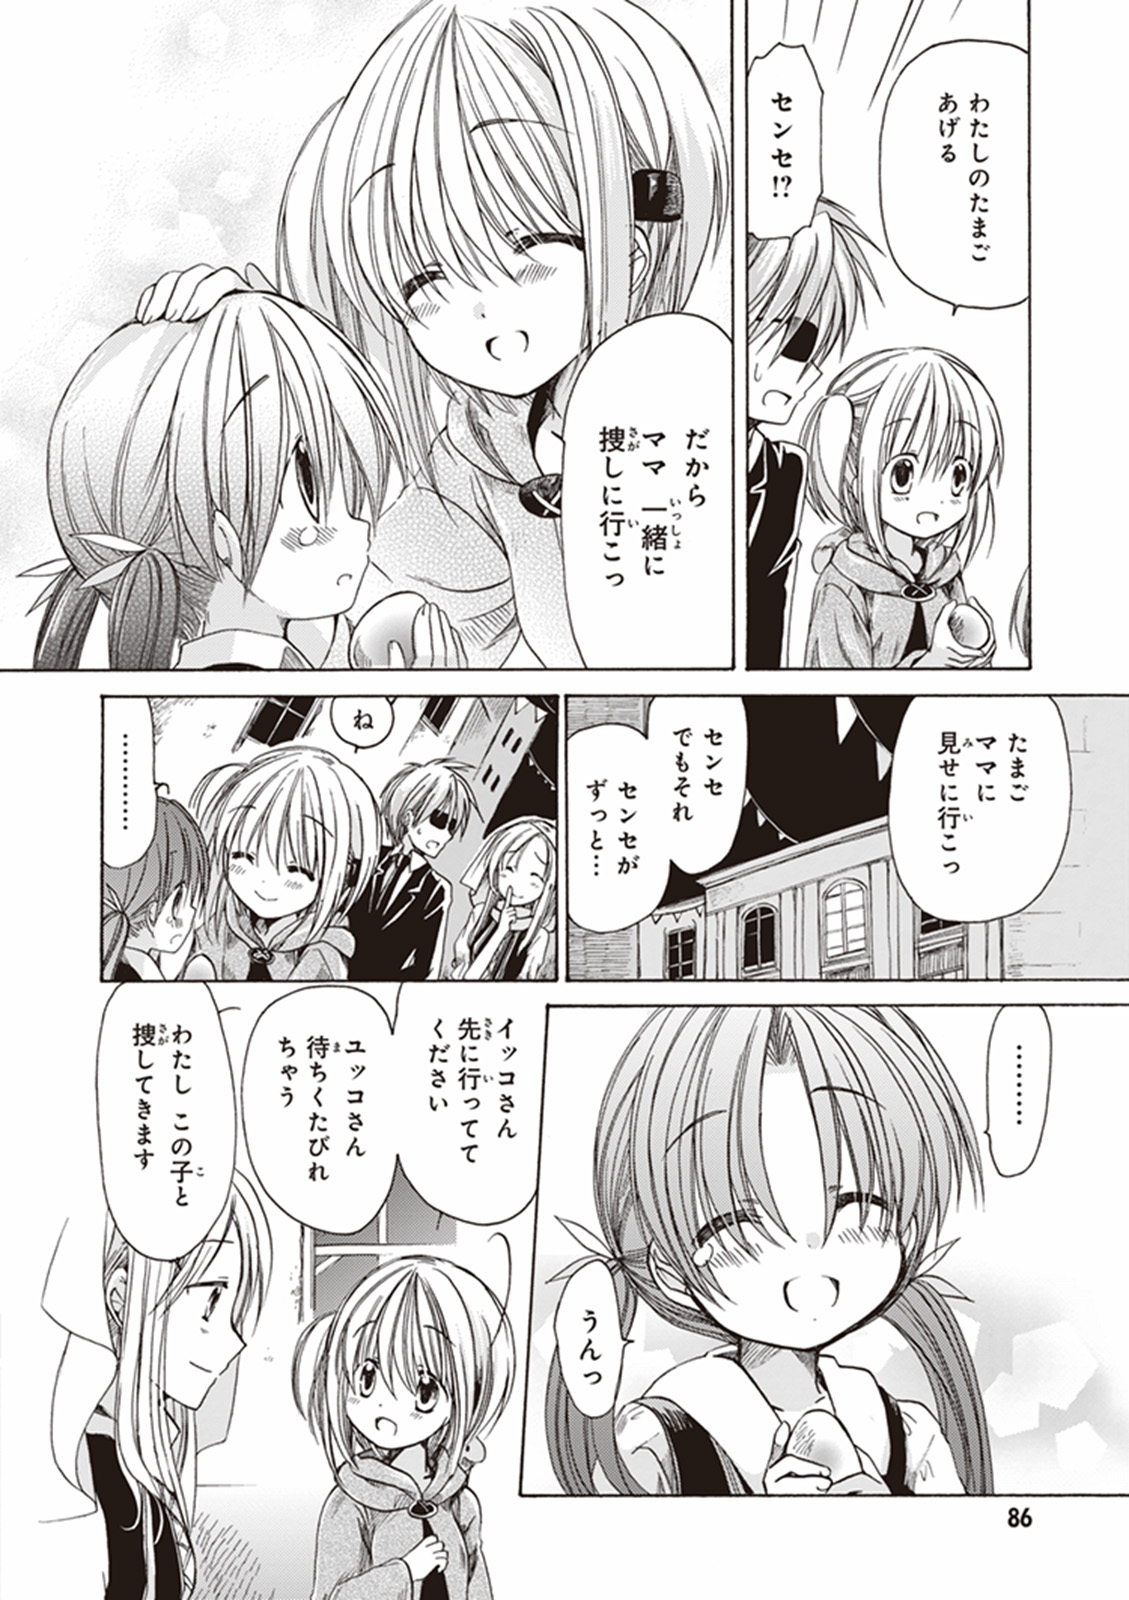 わたしのたまご
あげる
センセ!?
だから
ママ 一緒に
捜しに行こっ
たまご
ママに
見せに行こっ
センセ
でもそれ
センセが
ずっと…
ね
………
………
うんっ
イッコさん
先に行ってて
ください
ユッコさん
待ちくたびれ
ちゃう
わたし この子と
捜してきます
86